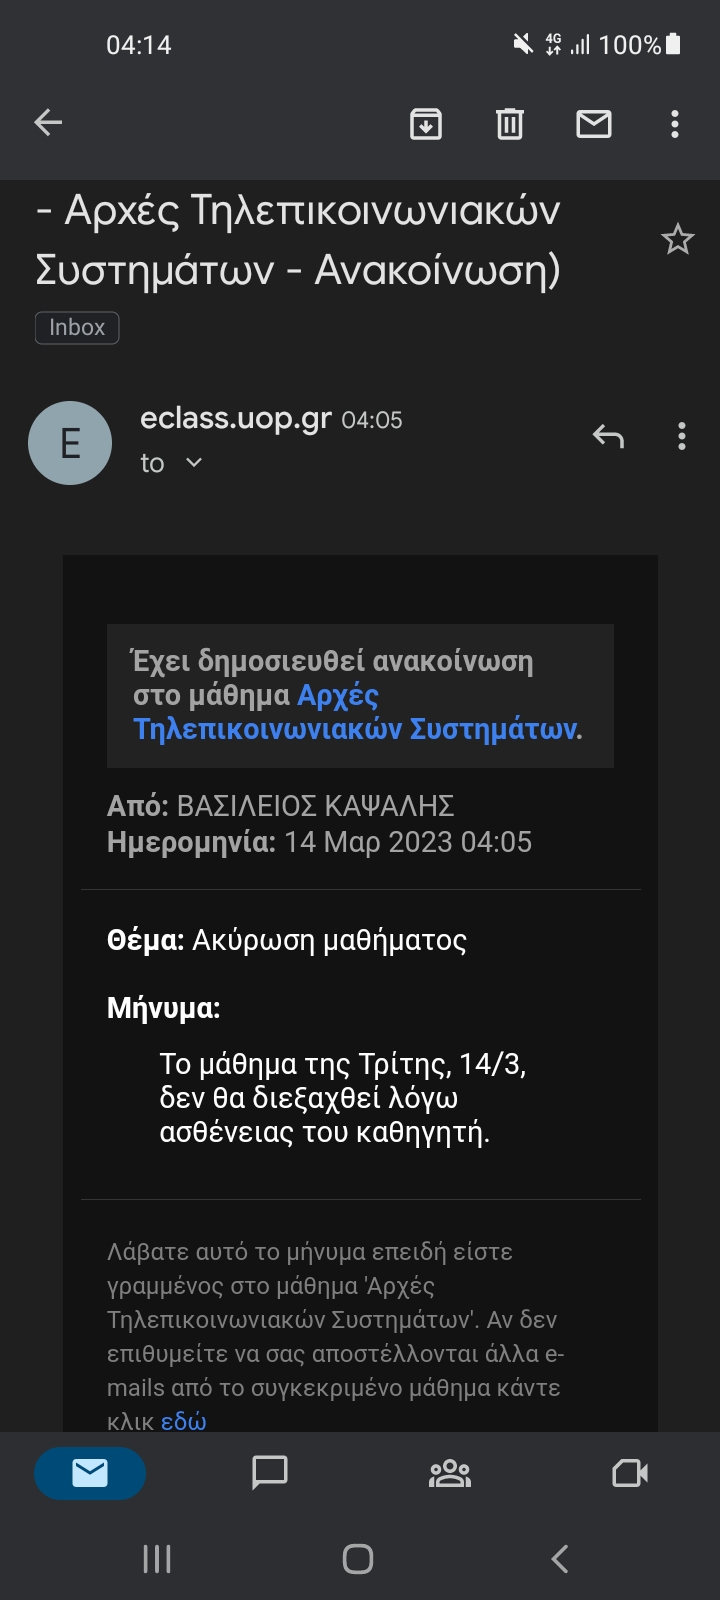 04:14
4G
100%
- Αρχές Τηλεπικοινωνιακών
Συστημάτων - Ανακοίνωση)
Inbox
E
eclass.uop.gr 04:05
to
Έχει δημοσιευθεί ανακοίνωση
στο μάθημα Αρχές
Τηλεπικοινωνιακών Συστημάτων.
Από: ΒΑΣΙΛΕΙΟΣ ΚΑΨΑΛΗΣ
Ημερομηνία: 14 Μαρ 2023 04:05
Θέμα: Ακύρωση μαθήματος
Μήνυμα:
Το μάθημα της Τρίτης, 14/3,
δεν θα διεξαχθεί λόγω
ασθένειας του καθηγητή.
Λάβατε αυτό το μήνυμα επειδή είστε
γραμμένος στο μάθημα 'Αρχές
Τηλεπικοινωνιακών Συστημάτων'. Αν δεν
επιθυμείτε να σας αποστέλλονται άλλα e-
mails από το συγκεκριμένο μάθημα κάντε
κλικ εδώ